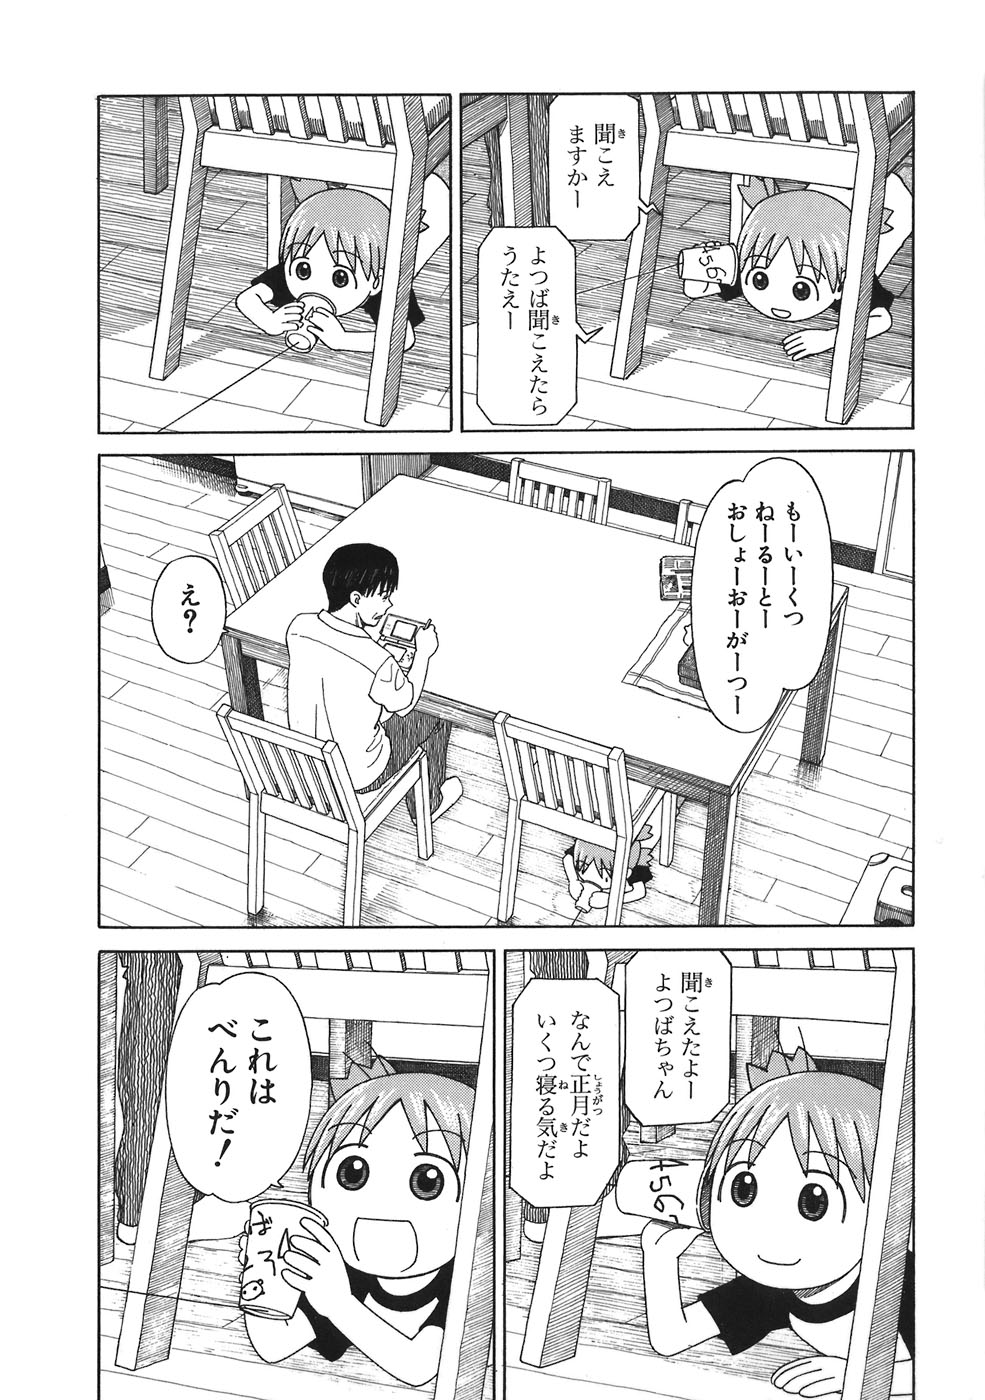 聞こえ
ますかー
よつば聞こえたら
うたえー
もーいーくつ
ねーるーとー
おしょーおーがーつー
え?
聞こえたよー
よつばちゃん
なんで正月だよ
いくつ寝る気だよ
456
これは
べんりだ!